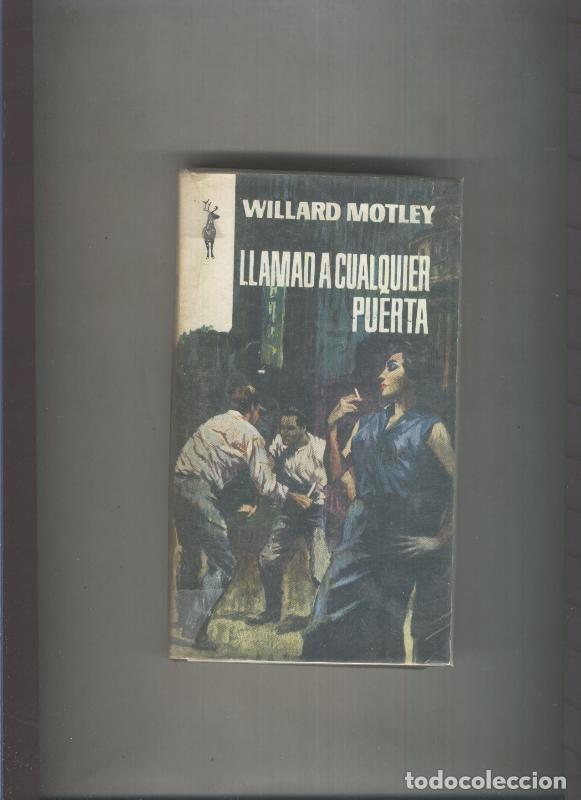 WILLARD MOTLEY
LLAMAD A CUALQUIER
PUERTA
todocoleccion